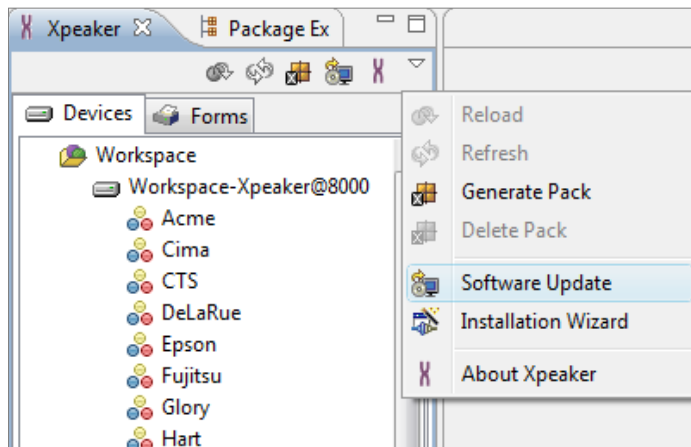 Xpeaker
Package Ex
Devices
Forms
Workspace
Workspace-Xpeaker@8000
Acme
Cima
CTS
DeLaRue
Epson
Fujitsu
Glory
Hart
Reload
Refresh
Generate Pack
Delete Pack
Software Update
Installation Wizard
About Xpeaker